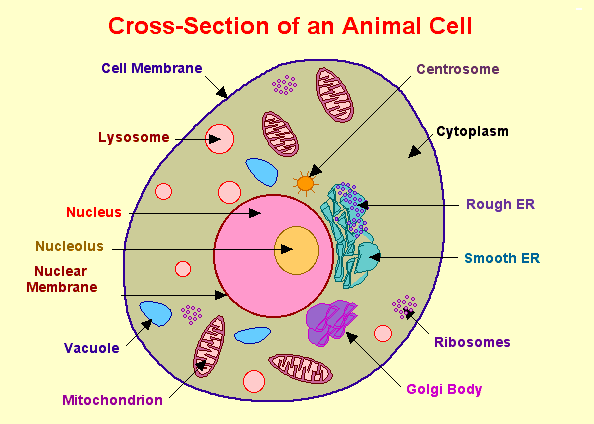 Cross-Section of an Animal Cell
Cell Membrane
Centrosome
Lysosome
Cytoplasm
Nucleus
Rough ER
Nucleolus
Smooth ER
Nuclear
Membrane
Vacuole
Ribosomes
Golgi Body
Mitochondrion